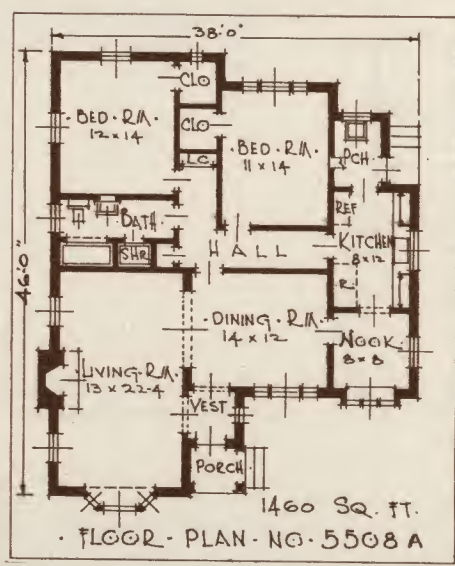 38'-0"
CLO
BED RM.
12 x 14
CLO
BED RM.
11 x 14
PCH
L.C.
REF
BATH
SHR
HALL
KITCHEN
8 x 12
46'-0"
R.
DINING RM.
14 x 12
NOOK
8 x 8
LIVING RM.
13 x 22-4
VEST
PORCH
1460 SQ. FT.
· FLOOR · PLAN · NO · 5508 A